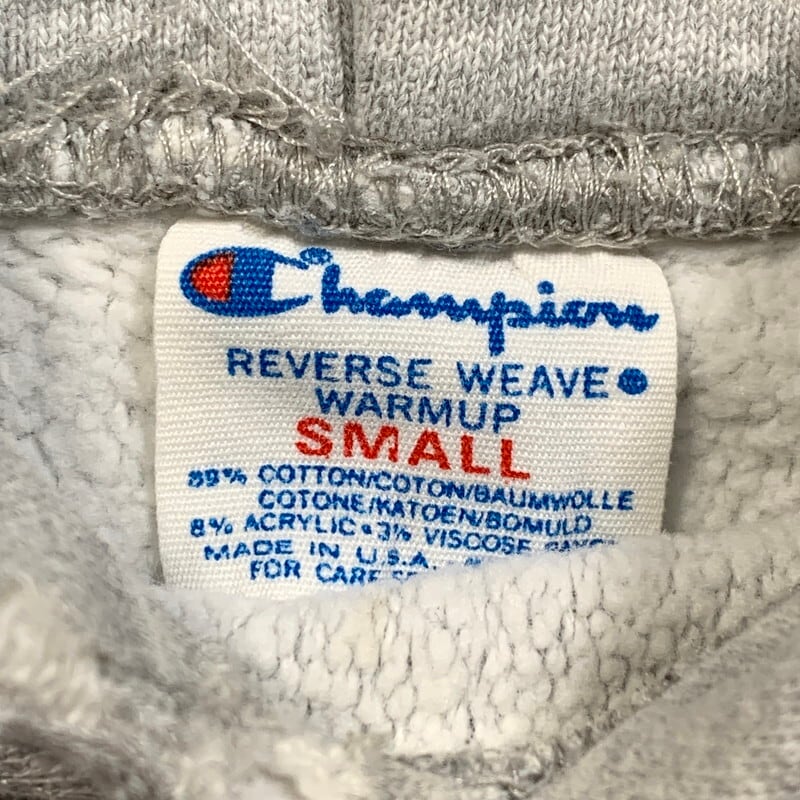 Champion®
REVERSE WEAVE®
WARMUP
SMALL
89% COTTON/COTON/BAUMWOLLE
COTONE/KATOEN/BOMULD
8% ACRYLIC • 3% VISCOSE
MADE IN U.S.A.
FOR CARE